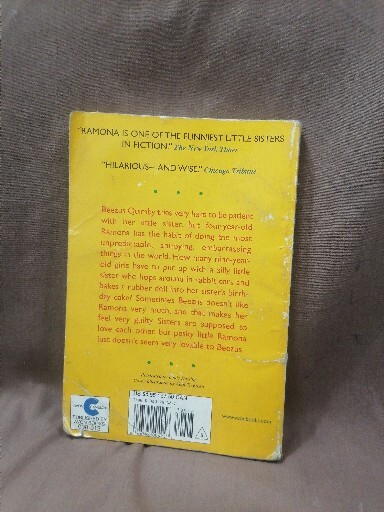 "RAMONA IS ONE OF THE FUNNIEST LITTLE SISTERS
IN FICTION." The New York Times
"HILARIOUS—AND WISE." Chicago Tribune
Beezus Quimby tries very hard to be patient
with her little sister, but four-year-old
Ramona has the habit of doing the most
unpredictable, annoying, embarrassing
things in the world. How many nine-year-
old girls have to put up with a silly little
sister who hops around in rabbit ears and
bakes a rubber doll into her sister's birth-
day cake? Sometimes Beezus doesn't like
Ramona very much, and that makes her
feel very guilty. Sisters are supposed to
love each other, but pesky little Ramona
just doesn't seem very lovable to Beezus.
PUBLISHED BY
AVON BOOKS